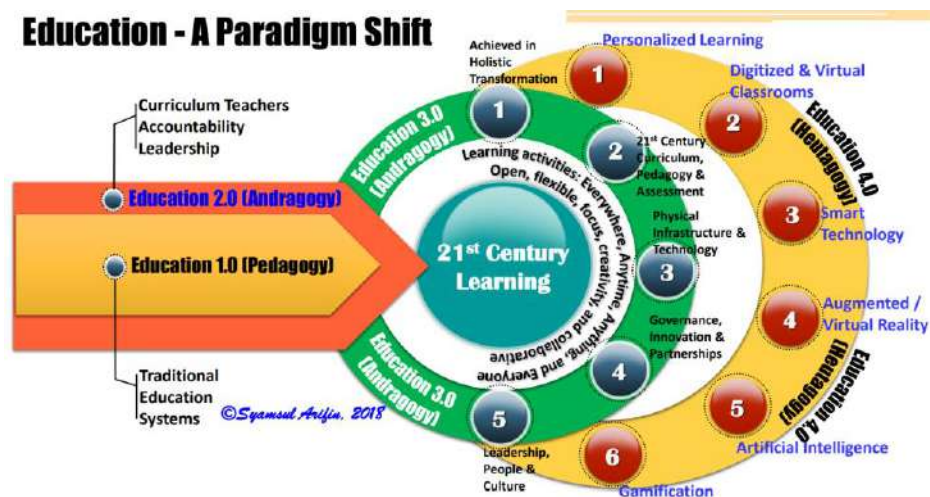 Education - A Paradigm Shift
Curriculum Teachers
Accountability
Leadership
Education 2.0 (Andragogy)
Education 1.0 (Pedagogy)
Traditional
Education
Systems
©Syamsul Arifin, 2018
Education 3.0
(Andragogy)
Education 3.0
(Andragogy)
21st Century
Learning
Learning activities: Everywhere, Anytime, Anything, and Everyone
Open, flexible, focus, creativity, and collaborative
Achieved in
Holistic
Transformation
1
2
21st Century
Curriculum,
Pedagogy &
Assessment
Physical
Infrastructure &
Technology
3
Governance,
Innovation &
Partnerships
4
5
Leadership,
People &
Culture
Personalized Learning
1
Digitized & Virtual
Classrooms
2
Education 4.0
(Heutagogy)
3
Smart
Technology
4
Augmented /
Virtual Reality
Education 4.0
(Heutagogy)
5
Artificial Intelligence
6
Gamification